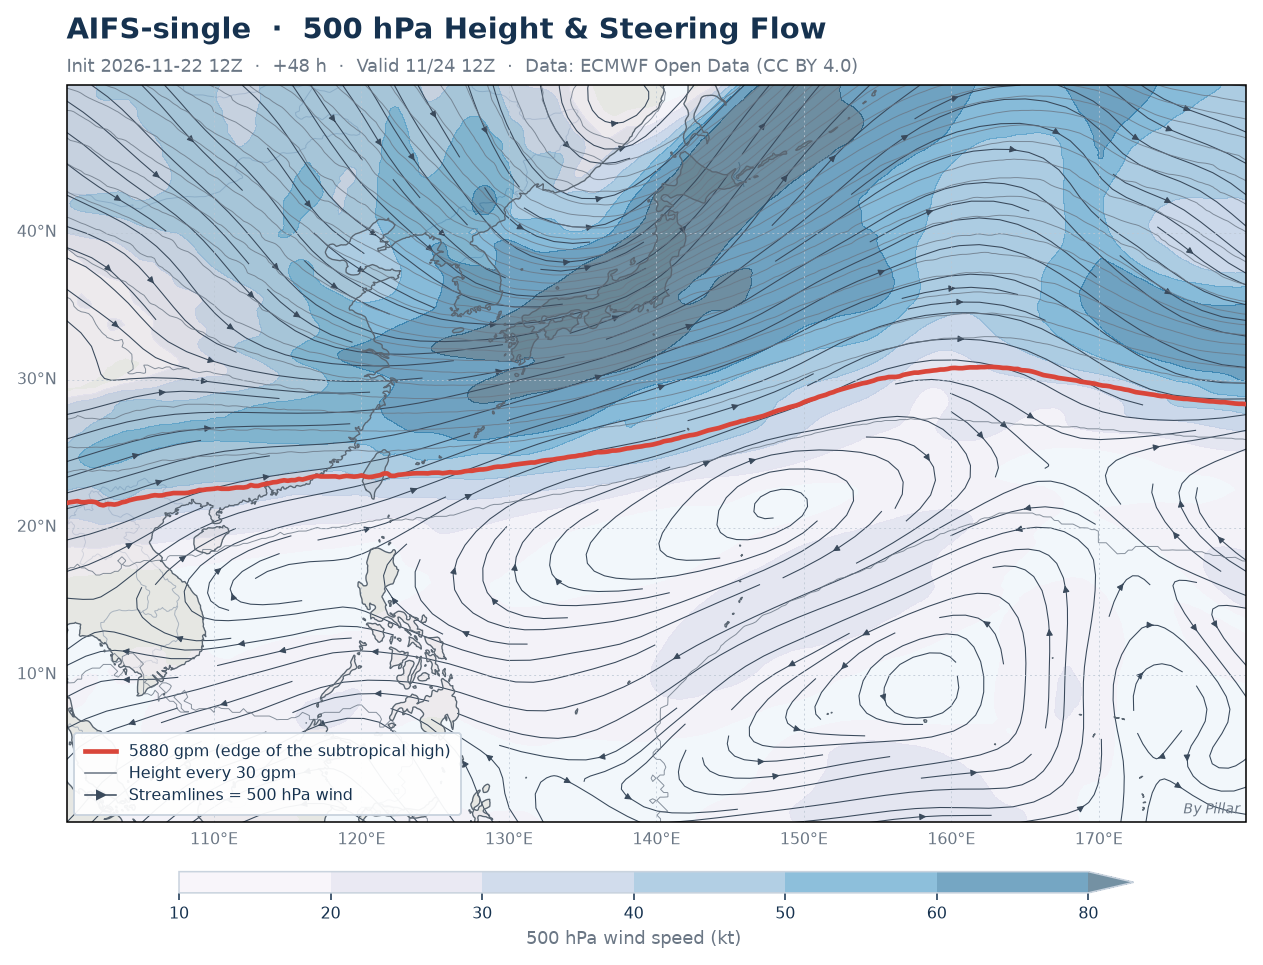 AIFS-single · 500 hPa Height & Steering Flow
Init 2026-11-22 12Z · +48 h · Valid 11/24 12Z · Data: ECMWF Open Data (CC BY 4.0)
40°N
30°N
20°N
10°N
5880 gpm (edge of the subtropical high)
Height every 30 gpm
Streamlines = 500 hPa wind
By Pillar
110°E 120°E 130°E 140°E 150°E 160°E 170°E
10 20 30 40 50 60 80
500 hPa wind speed (kt)